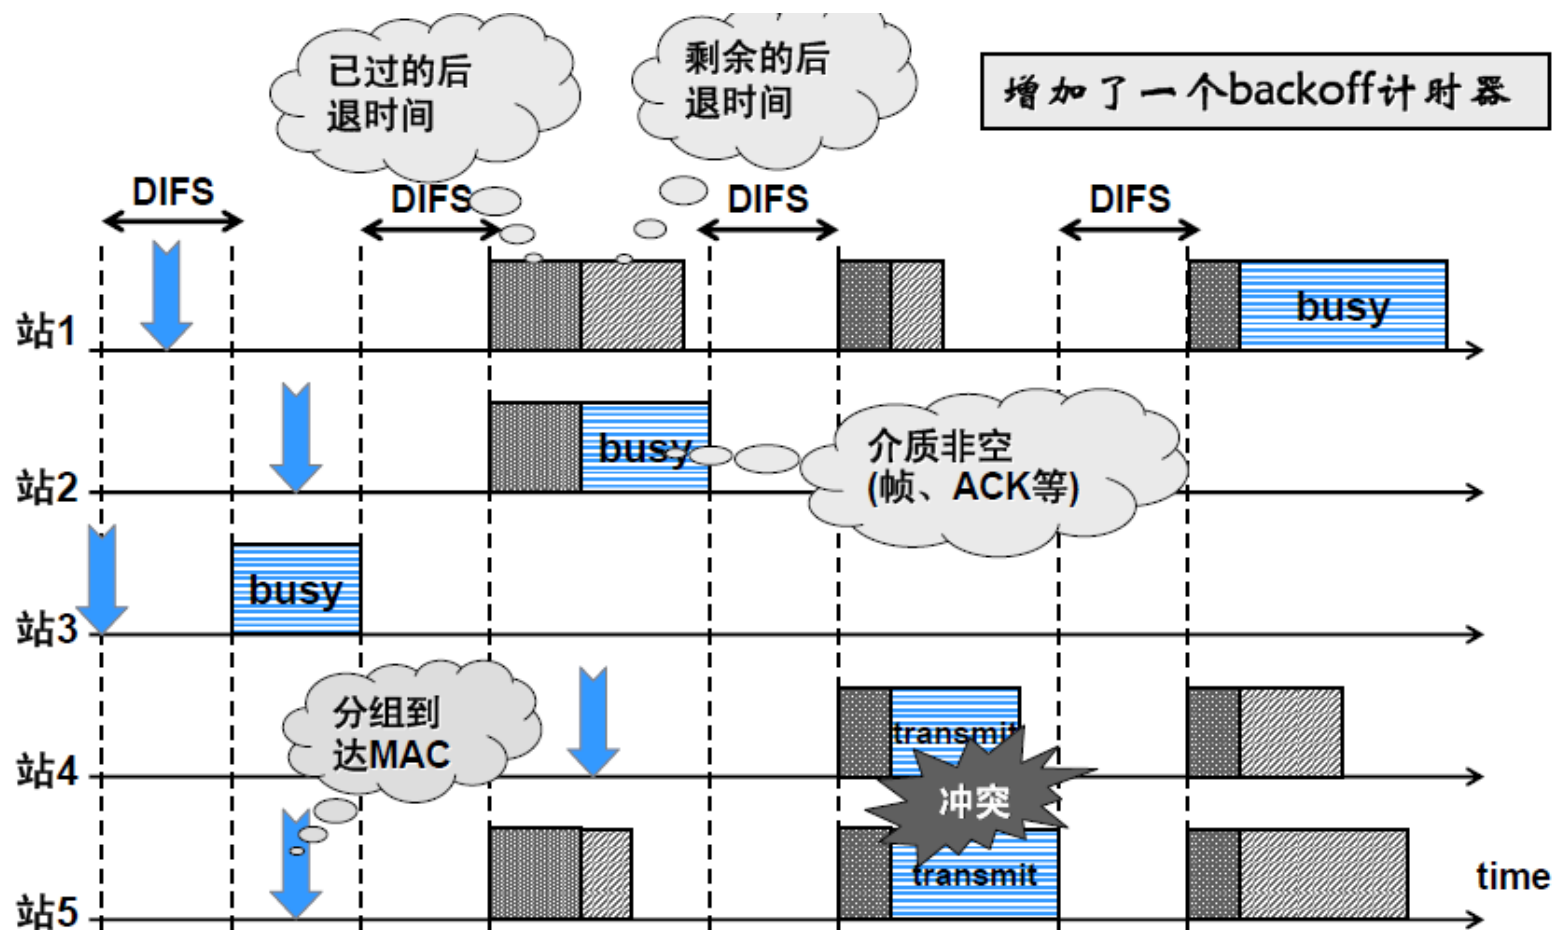 已过的后
退时间
剩余的后
退时间
增加了一个backoff计时器
DIFS
DIFS
DIFS
DIFS
站1
busy
站2
busy
介质非空
(帧、ACK等)
站3
busy
分组到
达MAC
站4
transmit
冲突
站5
transmit
time